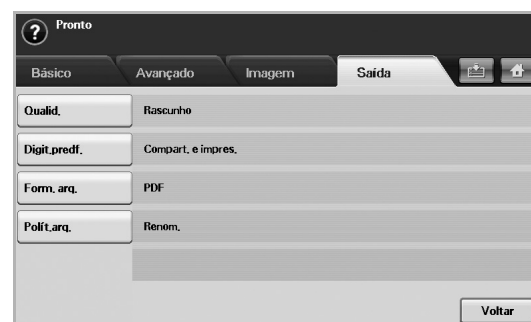 ? Pronto
Básico Avançado Imagem Saída
Qualid. Rascunho
Digit.predf. Compart. e impres.
Form. arq. PDF
Polít.arq. Renom.
Voltar